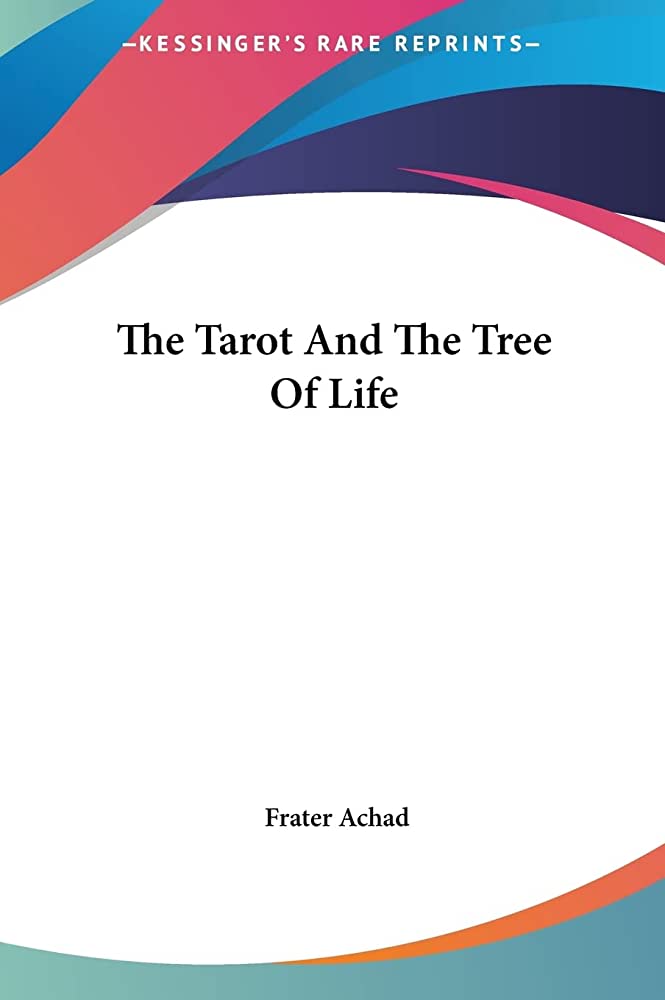 —KESSINGER'S RARE REPRINTS—
The Tarot And The Tree
Of Life
Frater Achad